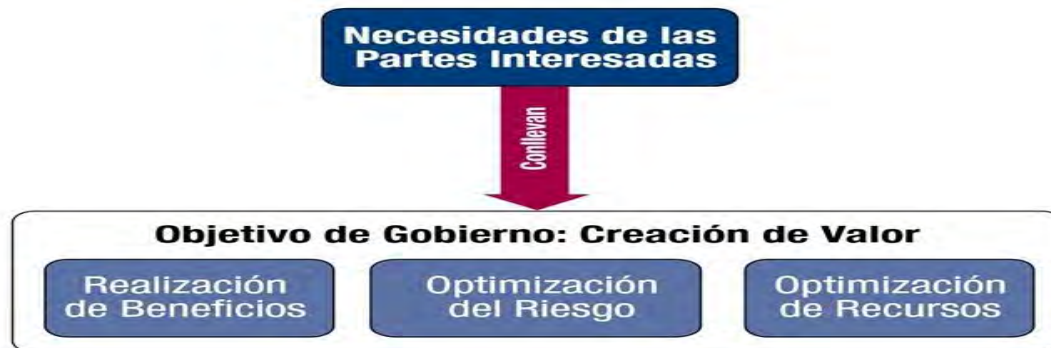 Necesidades de las
Partes Interesadas
Conllevan
Objetivo de Gobierno: Creación de Valor
Realización
de Beneficios
Optimización
del Riesgo
Optimización
de Recursos